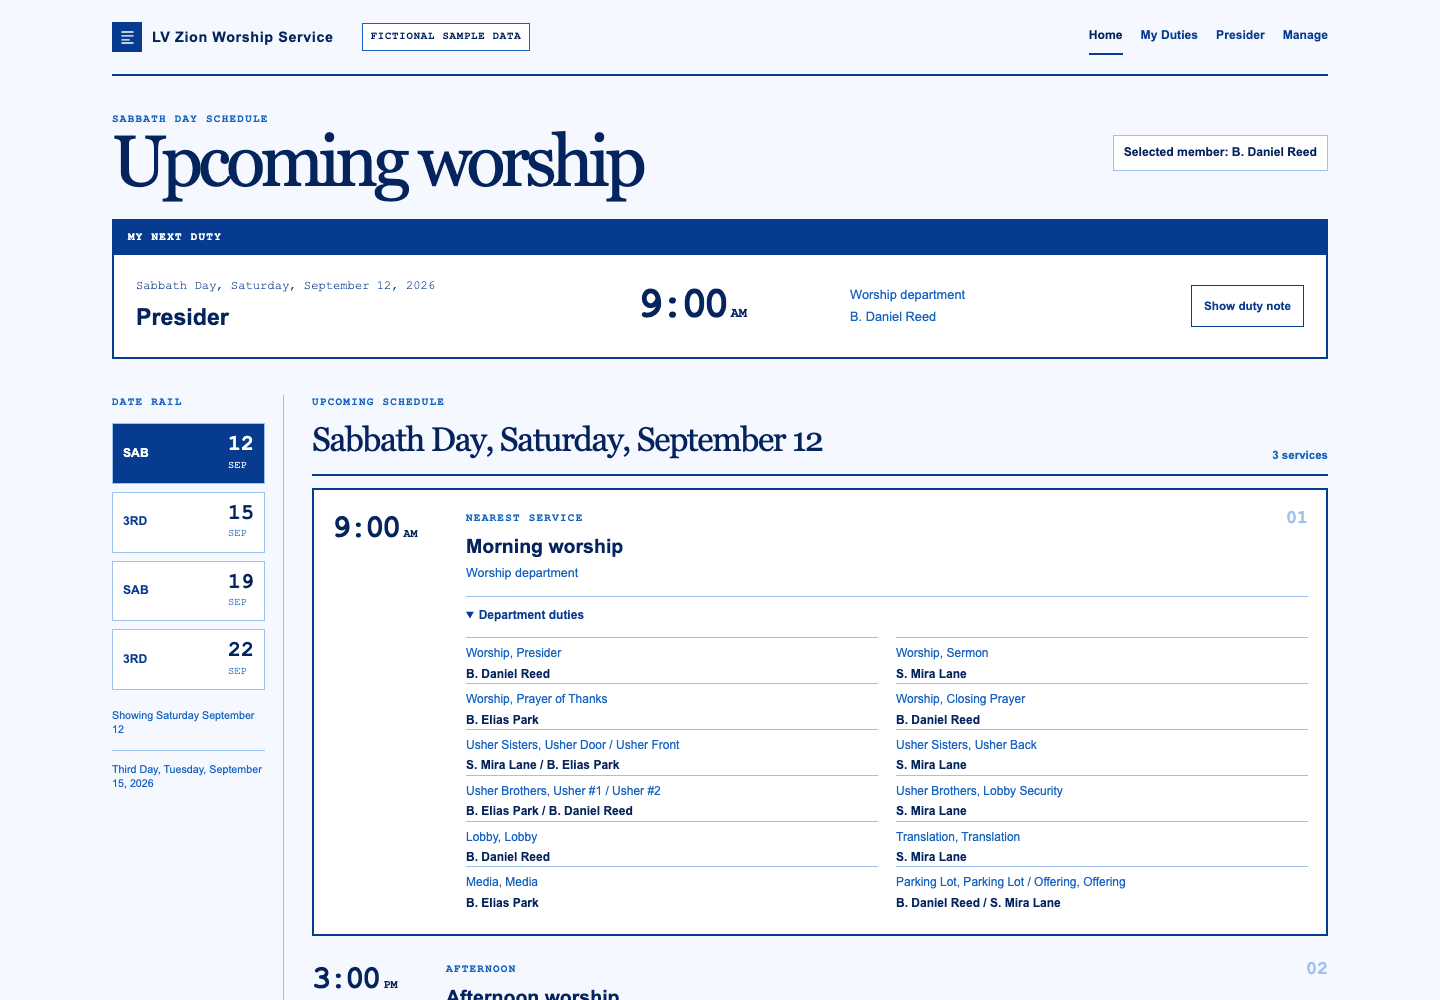 LV Zion Worship Service
FICTIONAL SAMPLE DATA
Home My Duties Presider Manage
SABBATH DAY SCHEDULE
Upcoming worship
Selected member: B. Daniel Reed
MY NEXT DUTY
Sabbath Day, Saturday, September 12, 2026
Presider
9:00 AM
Worship department
B. Daniel Reed
Show duty note
DATE RAIL
SAB 12 SEP
3RD 15 SEP
SAB 19 SEP
3RD 22 SEP
Showing Saturday September
12
Third Day, Tuesday, September
15, 2026
UPCOMING SCHEDULE
Sabbath Day, Saturday, September 12
3 services
9:00 AM
NEAREST SERVICE
01
Morning worship
Worship department
▼ Department duties
Worship, Presider
B. Daniel Reed
Worship, Sermon
S. Mira Lane
Worship, Prayer of Thanks
B. Elias Park
Worship, Closing Prayer
B. Daniel Reed
Usher Sisters, Usher Door / Usher Front
S. Mira Lane / B. Elias Park
Usher Sisters, Usher Back
S. Mira Lane
Usher Brothers, Usher #1 / Usher #2
B. Elias Park / B. Daniel Reed
Usher Brothers, Lobby Security
S. Mira Lane
Lobby, Lobby
B. Daniel Reed
Translation, Translation
S. Mira Lane
Media, Media
B. Elias Park
Parking Lot, Parking Lot / Offering, Offering
B. Daniel Reed / S. Mira Lane
3:00 PM
AFTERNOON
02
Afternoon worship